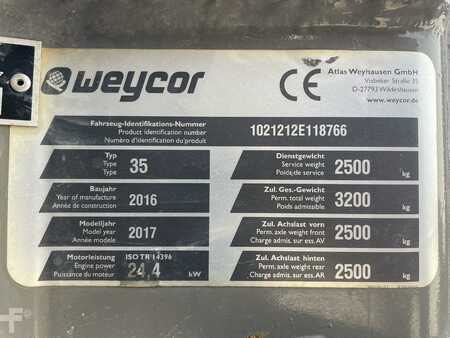 weycor
CE
Atlas Weyhausen GmbH
Visbeker Straße 35
D-27793 Wildeshausen
www.weycor.de
Fahrzeug-Identifikations-Nummer
Product identification number
Numéro d'identification du produit
1021212E118766
Typ
Type
Type
35
Dienstgewicht
Service weight
Poids de service
2500
kg
Baujahr
Year of manufacture
Année de construction
2016
Zul. Ges.-Gewicht
Perm. total weight
Poids admissible
3200
kg
Modelljahr
Model year
Année modèle
2017
Zul. Achslast vorn
Perm. axle weight front
Charge admis. sur ess. AV
2500
kg
Motorleistung
Engine power
Puissance du moteur
ISO TR 14396
24,4
kW
Zul. Achslast hinten
Perm. axle weight rear
Charge admis. sur ess. AR
2500
kg